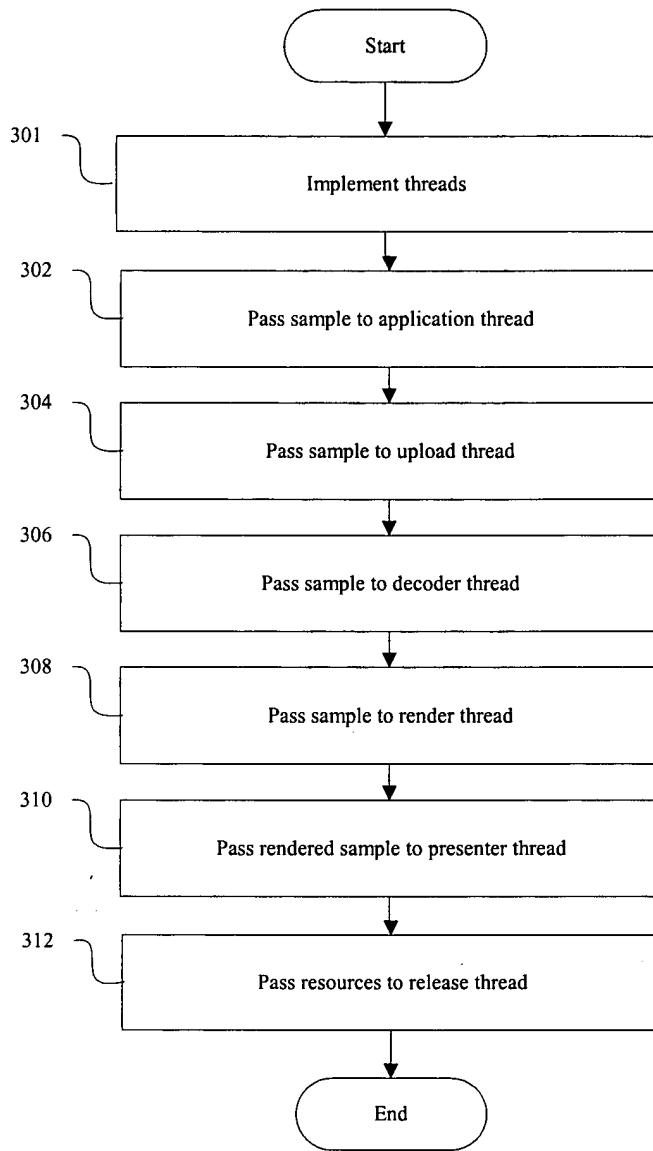 Start
301
Implement threads
302
Pass sample to application thread
304
Pass sample to upload thread
306
Pass sample to decoder thread
308
Pass sample to render thread
310
Pass rendered sample to presenter thread
312
Pass resources to release thread
End